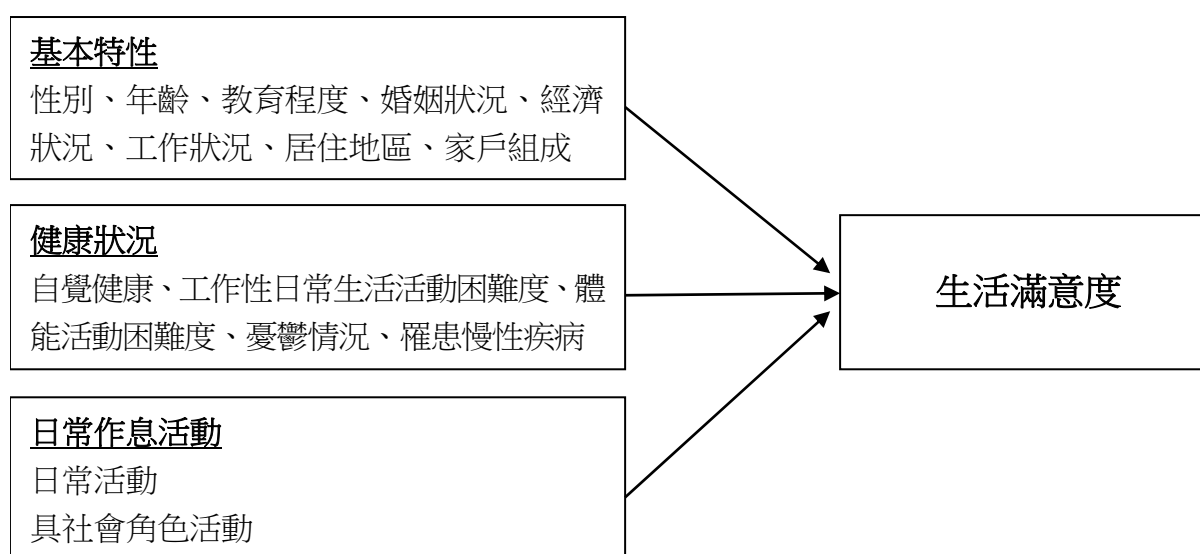 基本特性
性別、年齡、教育程度、婚姻狀況、經濟
狀況、工作狀況、居住地區、家戶組成
健康狀況
自覺健康、工作性日常生活活動困難度、體
能活動困難度、憂鬱情況、罹患慢性疾病
生活滿意度
日常作息活動
日常活動
具社會角色活動